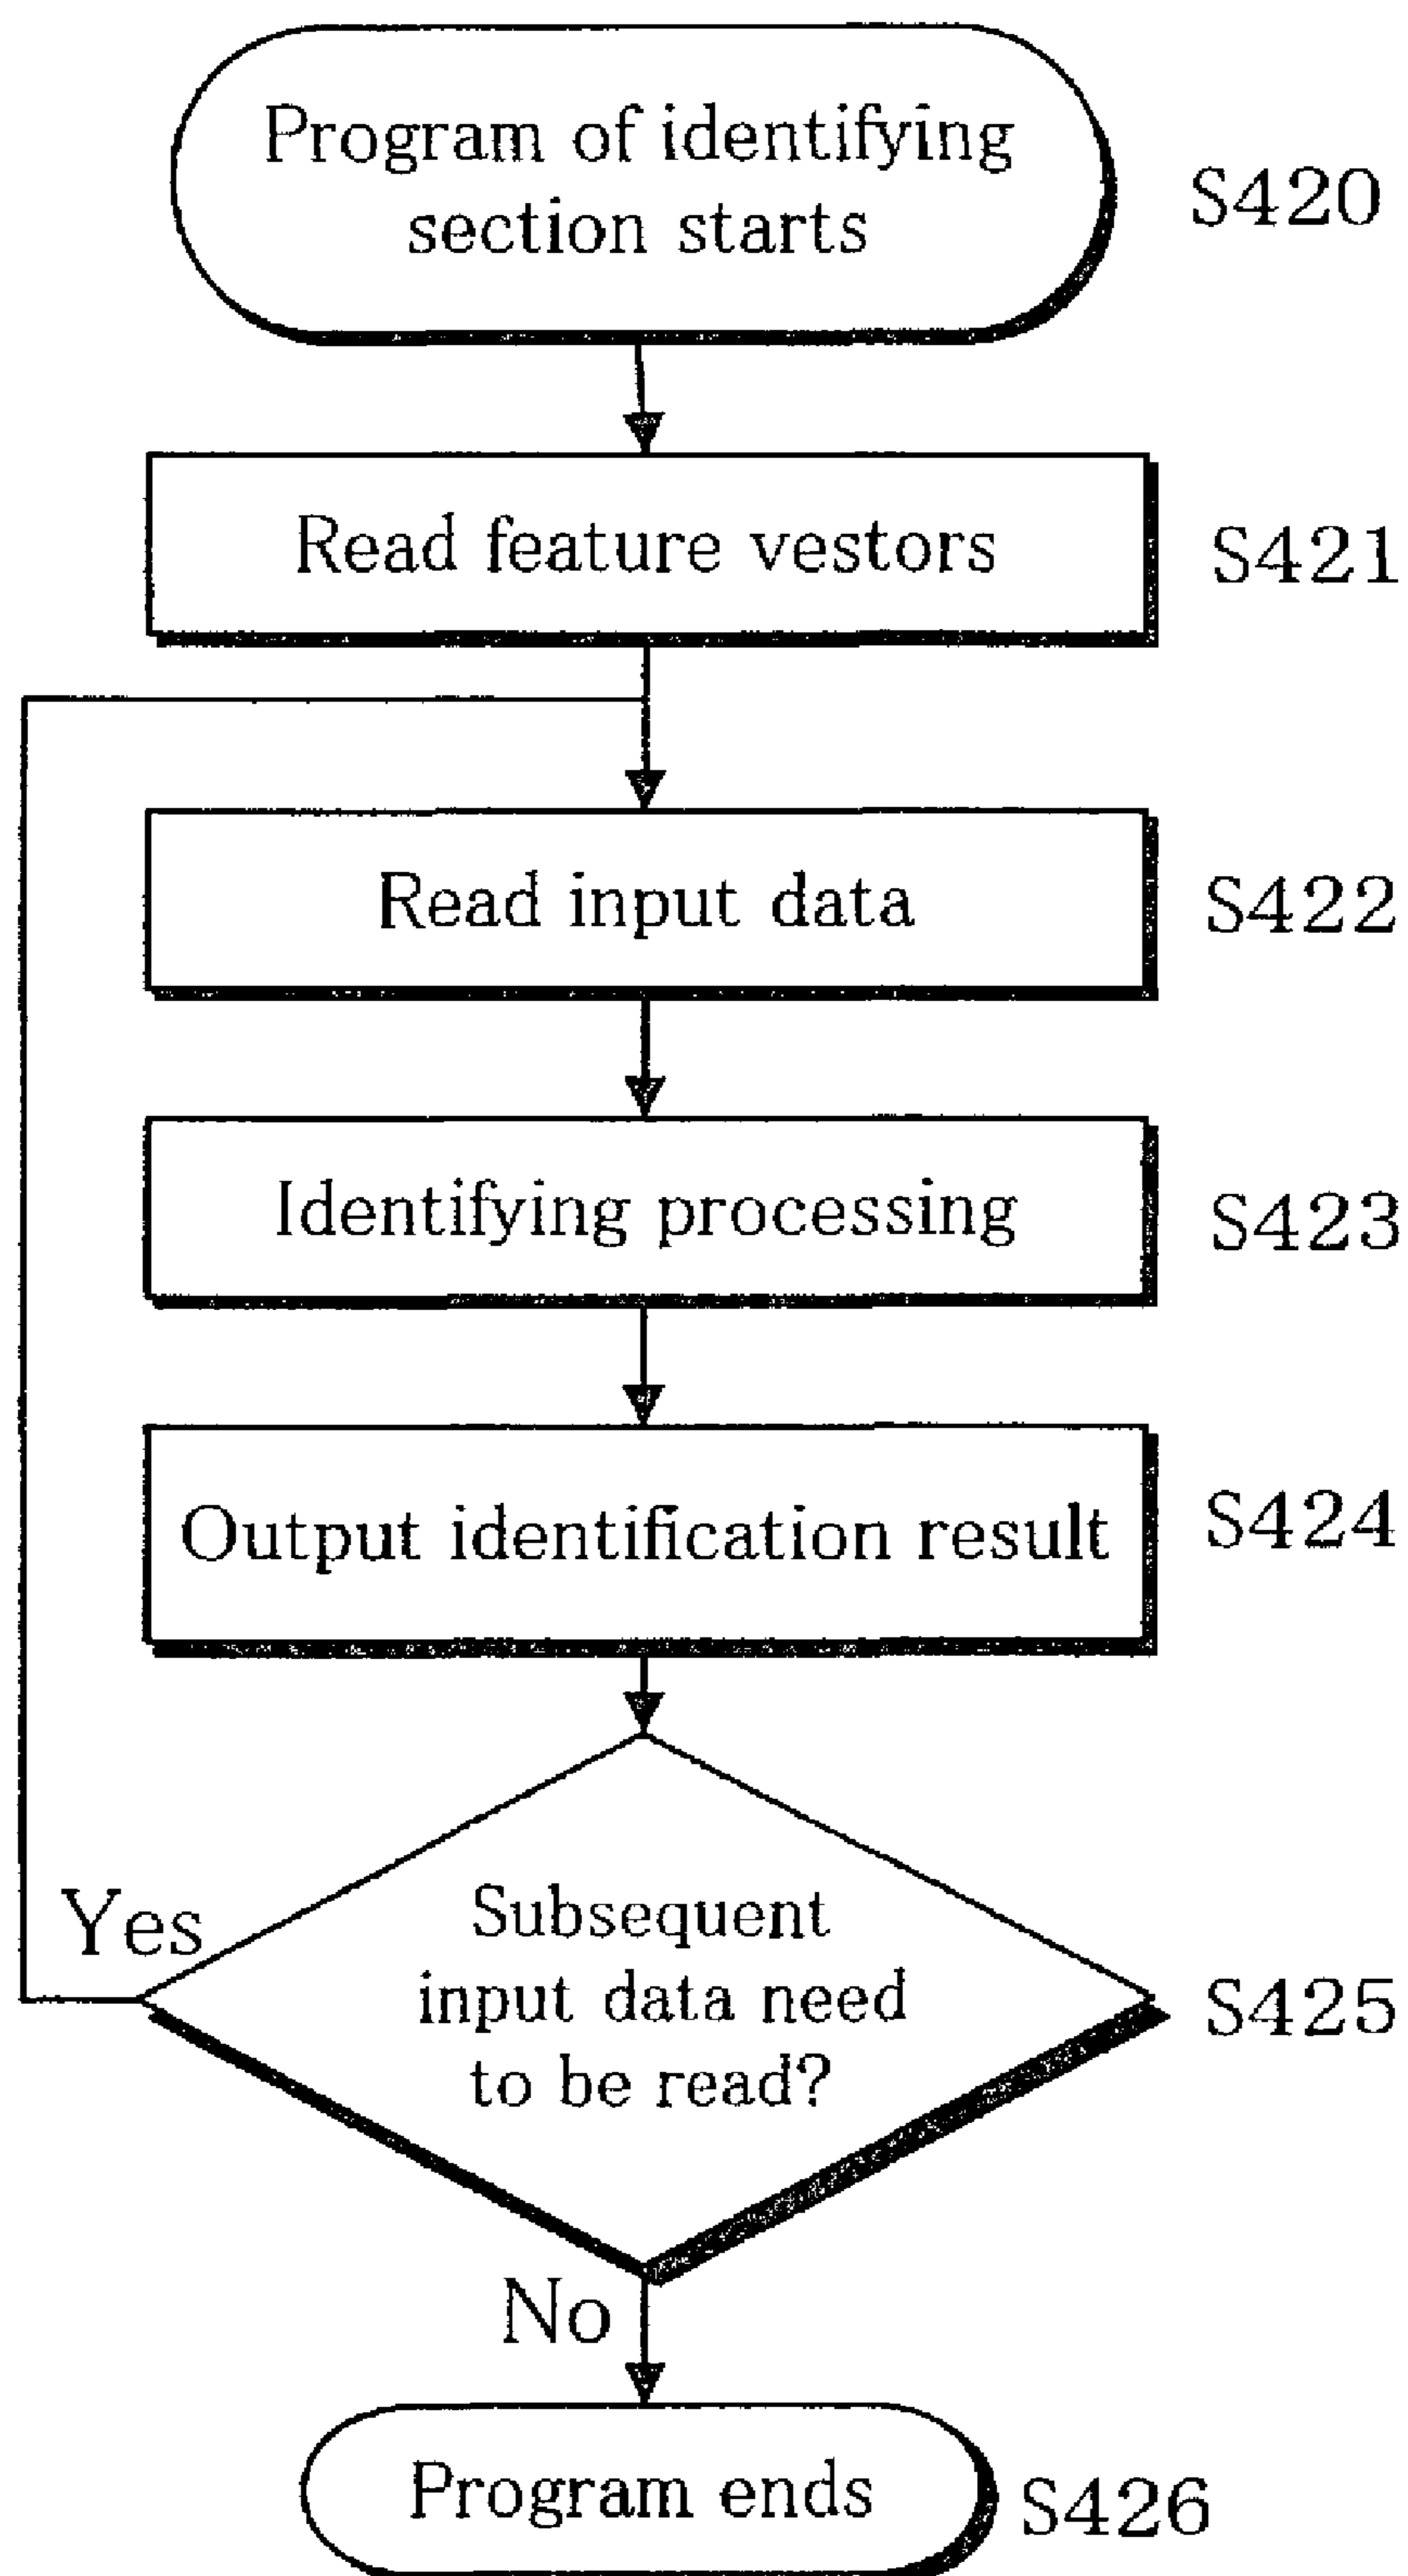 Program of identifying
section starts
S420
Read feature vestors
S421
Read input data
S422
Identifying processing
S423
Output identification result
S424
Yes
Subsequent
input data need
to be read?
S425
No
Program ends
S426